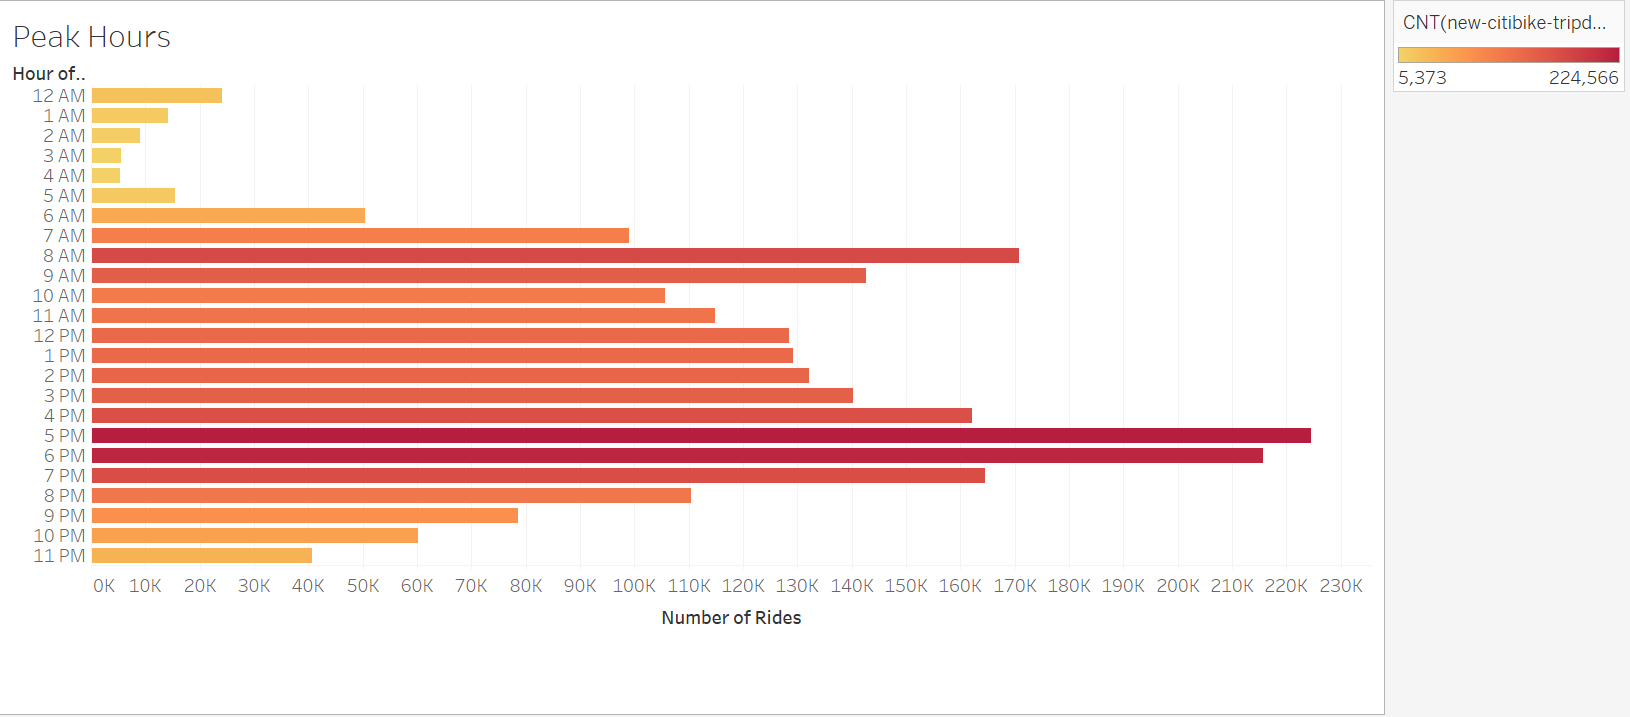 Peak Hours
Hour of..
12 AM
1 AM
2 AM
3 AM
4 AM
5 AM
6 AM
7 AM
8 AM
9 AM
10 AM
11 AM
12 PM
1 PM
2 PM
3 PM
4 PM
5 PM
6 PM
7 PM
8 PM
9 PM
10 PM
11 PM
0K 10K 20K 30K 40K 50K 60K 70K 80K 90K 100K 110K 120K 130K 140K 150K 160K 170K 180K 190K 200K 210K 220K 230K
Number of Rides
CNT(new-citibike-tripd...
5,373 224,566